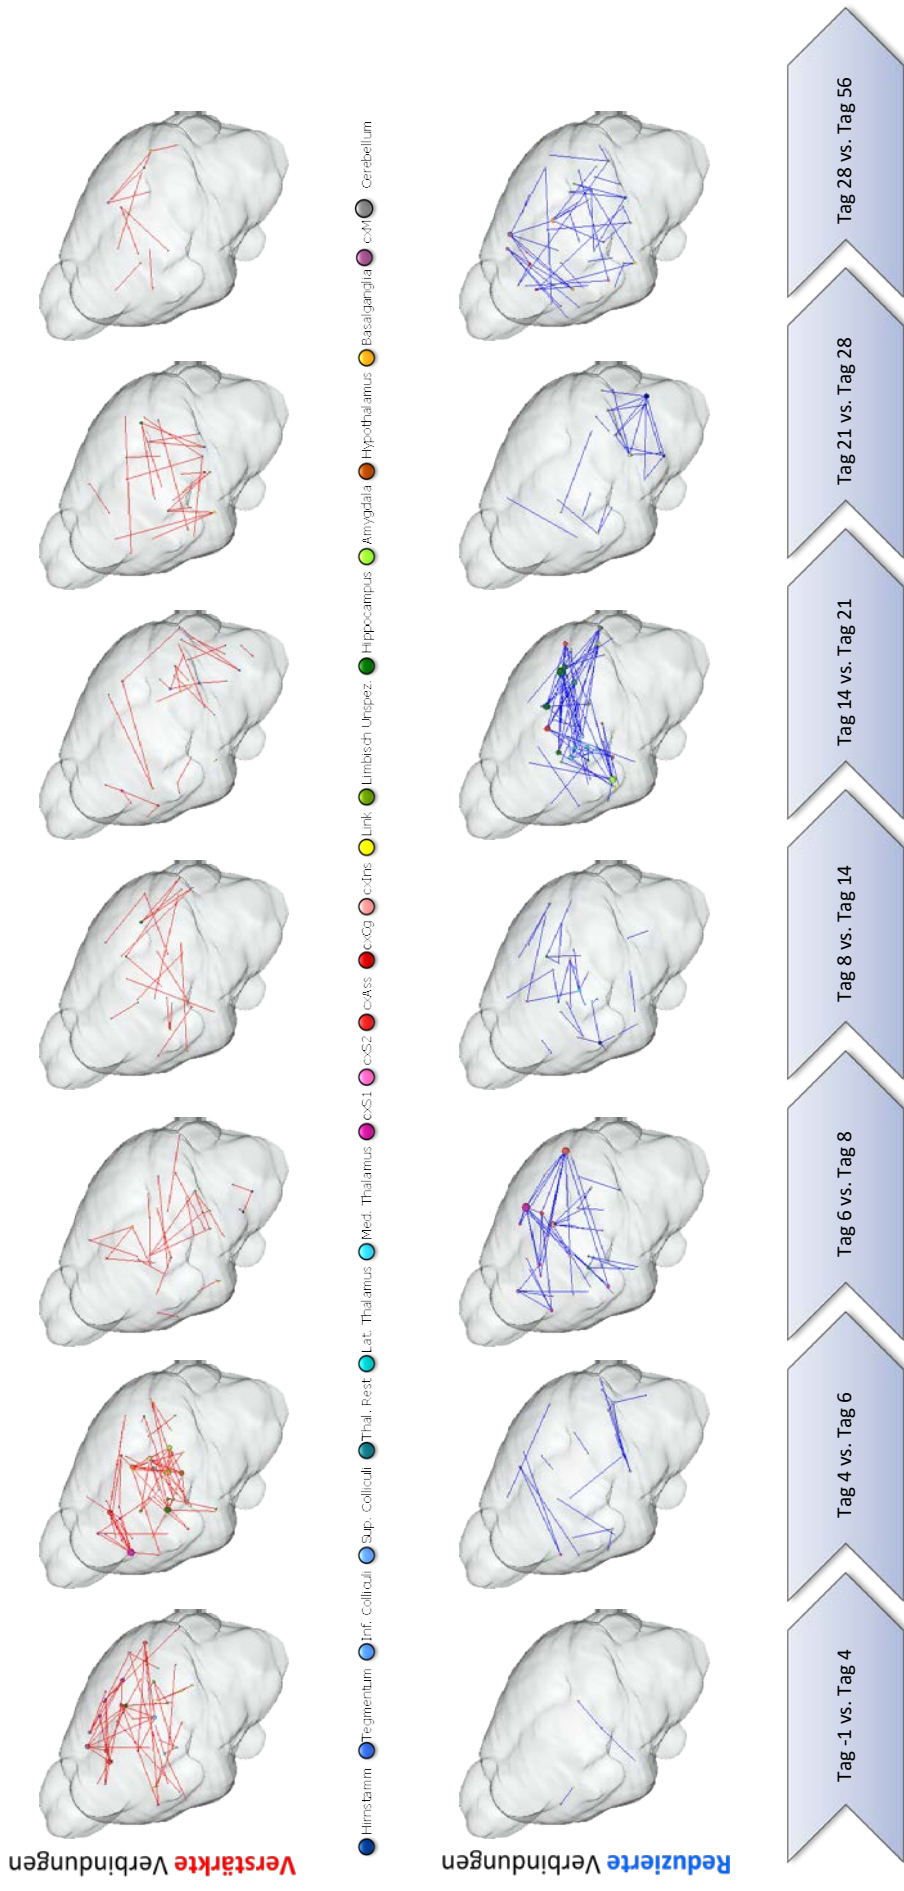 Verstärkte Verbindungen
Hirnstamm Tegmentum Inf. Colliculi Sup. Colliculi Thal. Rest Lat. Thalamus Med. Thalamus cxS1 cxS2 cxAss cxCg cxIns Link Limbisch Unspez. Hippocampus Amygdala Hypothalamus Basalganglia cxM Cerebellum
Reduzierte Verbindungen
Tag -1 vs. Tag 4
Tag 4 vs. Tag 6
Tag 6 vs. Tag 8
Tag 8 vs. Tag 14
Tag 14 vs. Tag 21
Tag 21 vs. Tag 28
Tag 28 vs. Tag 56